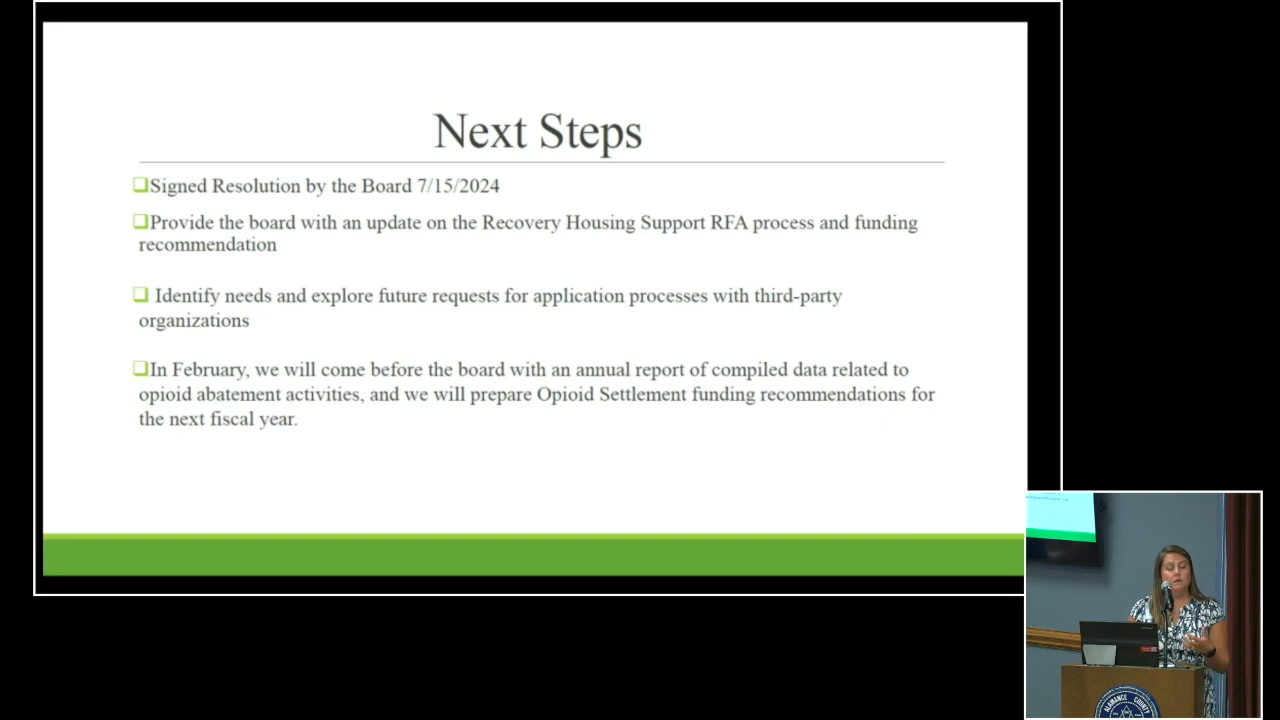 Next Steps
❑Signed Resolution by the Board 7/15/2024
❑Provide the board with an update on the Recovery Housing Support RFA process and funding
recommendation
❑ Identify needs and explore future requests for application processes with third-party
organizations
❑In February, we will come before the board with an annual report of compiled data related to
opioid abatement activities, and we will prepare Opioid Settlement funding recommendations for
the next fiscal year.
ALAMANCE COUNTY